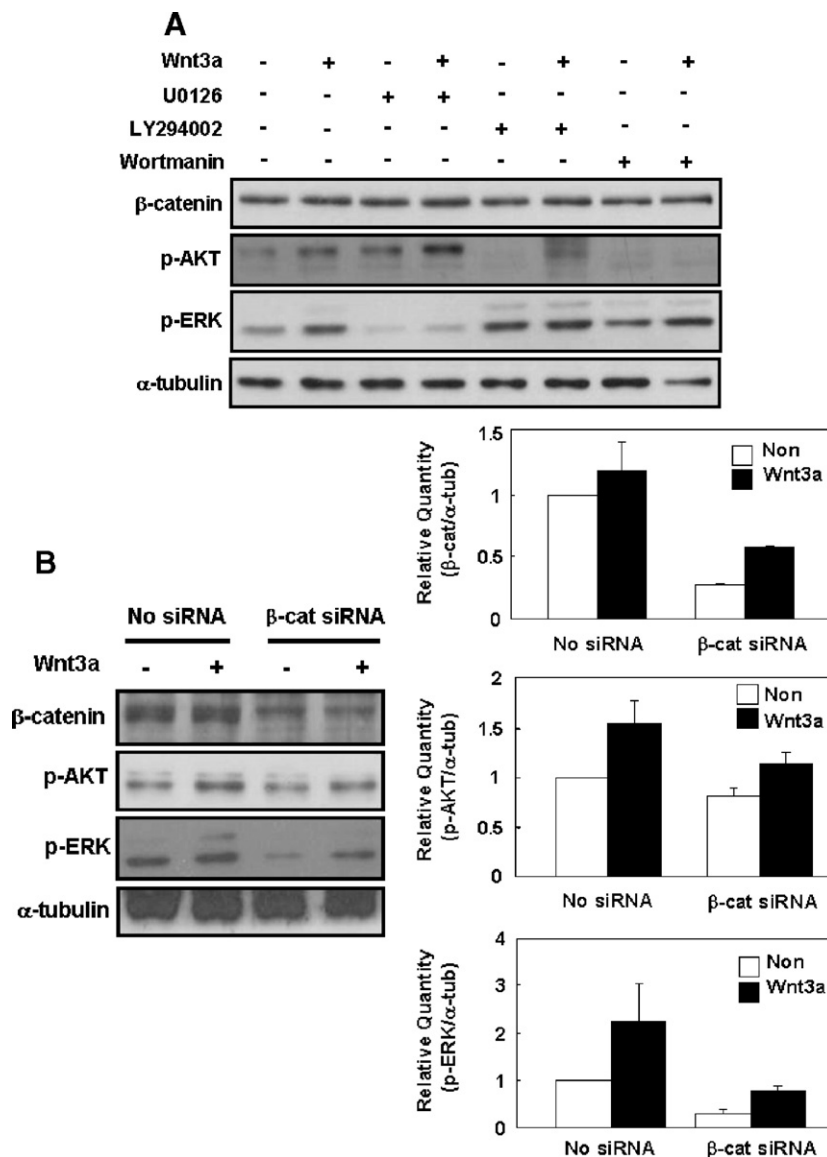 A
Wnt3a - + - + - + - +
U0126 - - + + - - - -
LY294002 - - - - + + - -
Wortmanin - - - - - - + +
β-catenin
p-AKT
p-ERK
α-tubulin
B
No siRNA β-cat siRNA
Wnt3a - + - +
β-catenin
p-AKT
p-ERK
α-tubulin
Relative Quantity
(β-cat/α-tub)
1.5
1
0.5
0
Non
Wnt3a
No siRNA β-cat siRNA
Relative Quantity
(p-AKT/α-tub)
2
1.5
1
0.5
0
Non
Wnt3a
No siRNA β-cat siRNA
Relative Quantity
(p-ERK/α-tub)
4
3
2
1
0
Non
Wnt3a
No siRNA β-cat siRNA